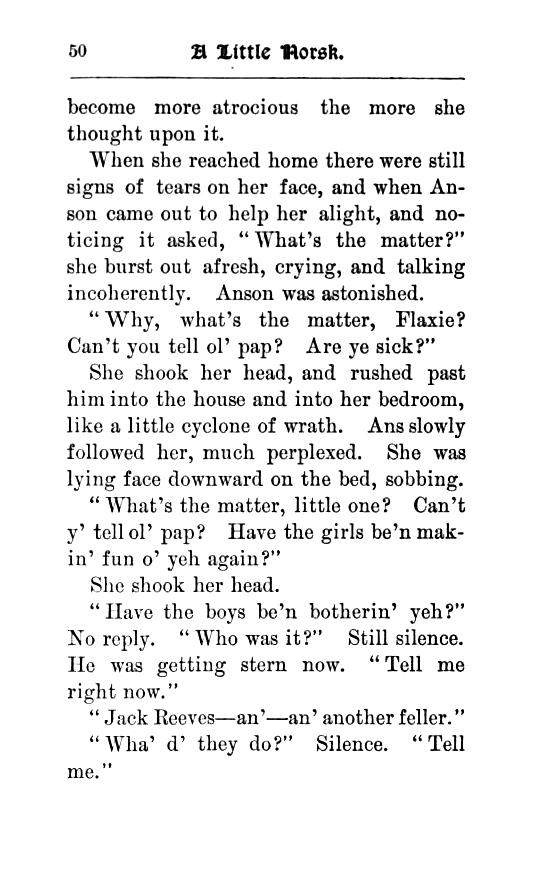 50 A Little Norsk.
become more atrocious the more she
thought upon it.
When she reached home there were still
signs of tears on her face, and when An-
son came out to help her alight, and no-
ticing it asked, "What's the matter?"
she burst out afresh, crying, and talking
incoherently. Anson was astonished.
"Why, what's the matter, Flaxie?
Can't you tell ol' pap? Are ye sick?"
She shook her head, and rushed past
him into the house and into her bedroom,
like a little cyclone of wrath. Ans slowly
followed her, much perplexed. She was
lying face downward on the bed, sobbing.
"What's the matter, little one? Can't
y' tell ol' pap? Have the girls be'n mak-
in' fun o' yeh again?"
She shook her head.
"Have the boys be'n botherin' yeh?"
No reply. "Who was it?" Still silence.
He was getting stern now. "Tell me
right now."
"Jack Reeves—an'—an' another feller."
"Wha' d' they do?" Silence. "Tell
me."